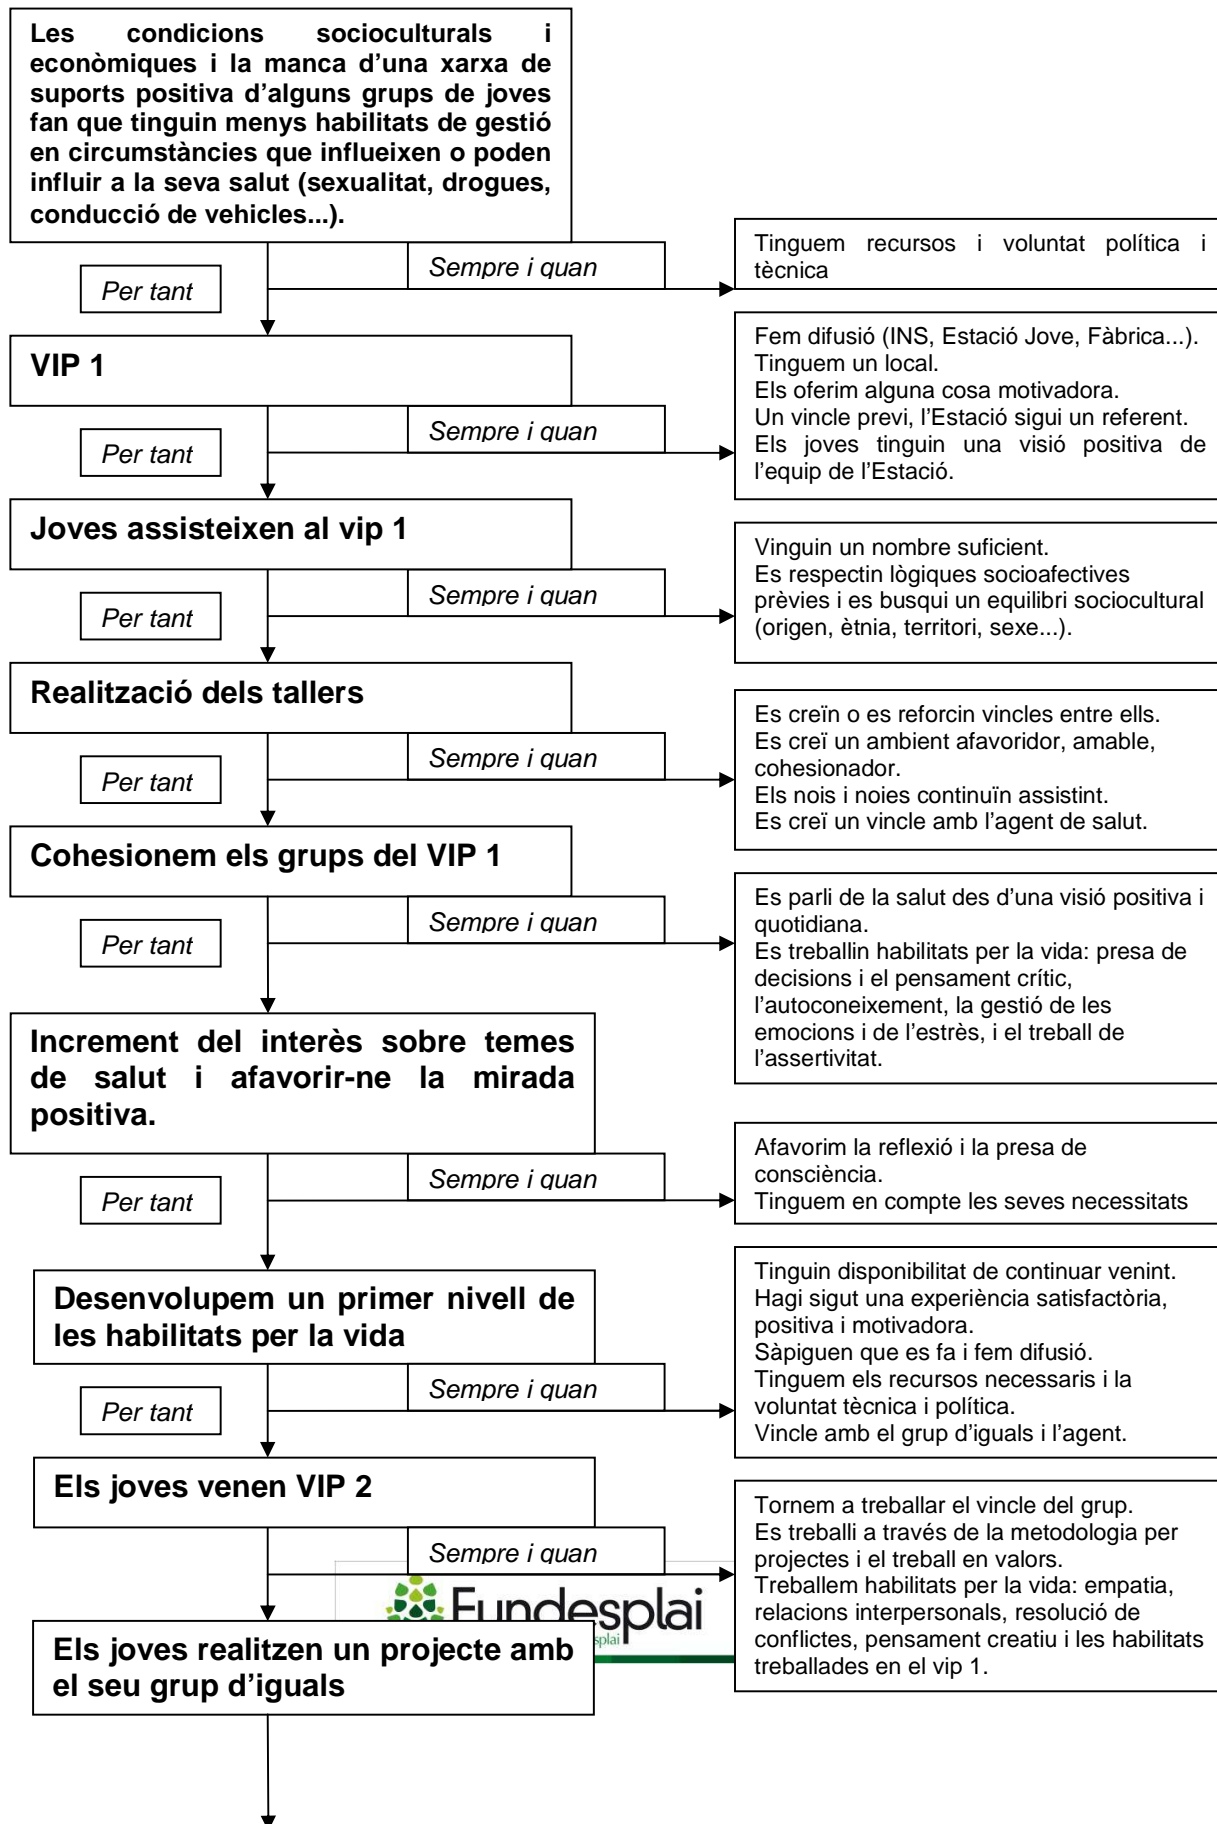 Les condicions socioculturals i
econòmiques i la manca d'una xarxa de
suports positiva d'alguns grups de joves
fan que tinguin menys habilitats de gestió
en circumstàncies que influeixen o poden
influir a la seva salut (sexualitat, drogues,
conducció de vehicles...).
Sempre i quan
Tinguem recursos i voluntat política i
tècnica
Per tant
VIP 1
Sempre i quan
Fem difusió (INS, Estació Jove, Fàbrica...).
Tinguem un local.
Els oferim alguna cosa motivadora.
Un vincle previ, l'Estació sigui un referent.
Els joves tinguin una visió positiva de
l'equip de l'Estació.
Per tant
Joves assisteixen al vip 1
Sempre i quan
Vinguin un nombre suficient.
Es respectin lògiques socioafectives
prèvies i es busqui un equilibri sociocultural
(origen, ètnia, territori, sexe...).
Per tant
Realització dels tallers
Sempre i quan
Es creïn o es reforcin vincles entre ells.
Es creï un ambient afavoridor, amable,
cohesionador.
Els nois i noies continuïn assistint.
Es creï un vincle amb l'agent de salut.
Per tant
Cohesionem els grups del VIP 1
Sempre i quan
Es parli de la salut des d'una visió positiva i
quotidiana.
Es treballin habilitats per la vida: presa de
decisions i el pensament crític,
l'autoconeixement, la gestió de les
emocions i de l'estrès, i el treball de
l'assertivitat.
Per tant
Increment del interès sobre temes
de salut i afavorir-ne la mirada
positiva.
Sempre i quan
Afavorim la reflexió i la presa de
consciència.
Tinguem en compte les seves necessitats
Per tant
Desenvolupem un primer nivell de
les habilitats per la vida
Sempre i quan
Tinguin disponibilitat de continuar venint.
Hagi sigut una experiència satisfactòria,
positiva i motivadora.
Sàpiguen que es fa i fem difusió.
Tinguem els recursos necessaris i la
voluntat tècnica i política.
Vincle amb el grup d'iguals i l'agent.
Per tant
Els joves venen VIP 2
Sempre i quan
Tornem a treballar el vincle del grup.
Es treballi a través de la metodologia per
projectes i el treball en valors.
Treballem habilitats per la vida: empatia,
relacions interpersonals, resolució de
conflictes, pensament creatiu i les habilitats
treballades en el vip 1.
Fundesplai
splai
Els joves realitzen un projecte amb
el seu grup d'iguals